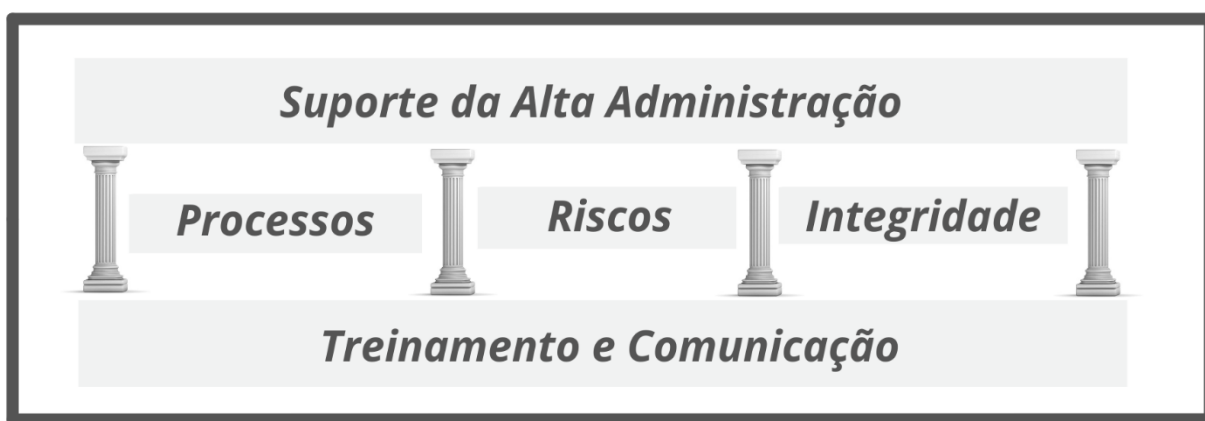 Suporte da Alta Administração
Processos
Riscos
Integridade
Treinamento e Comunicação